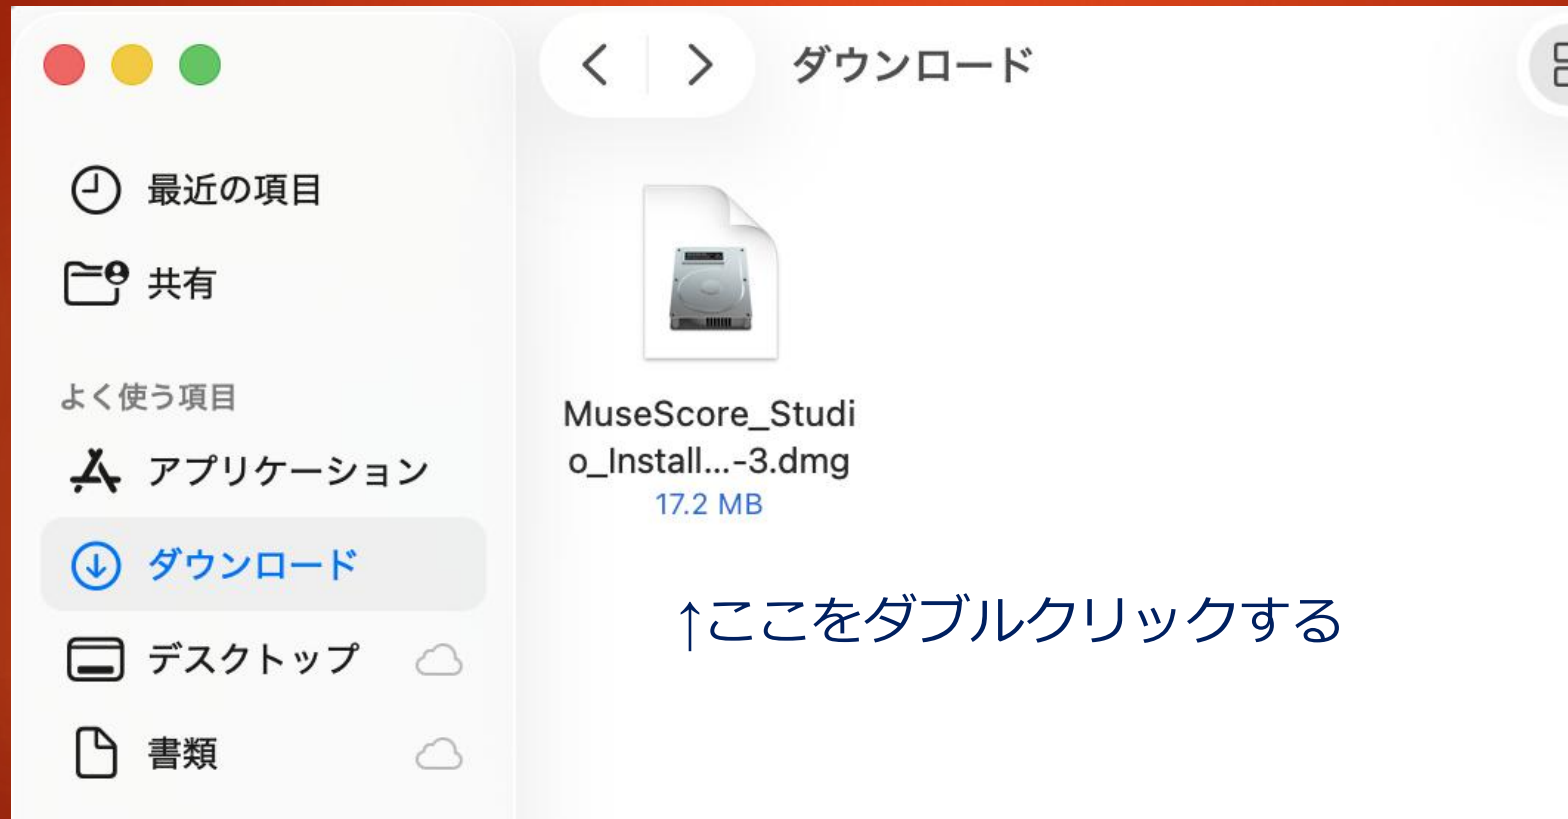 ダウンロード
最近の項目
共有
よく使う項目
アプリケーション
ダウンロード
デスクトップ
書類
MuseScore_Studi
o_Install...-3.dmg
17.2 MB
↑ここをダブルクリックする